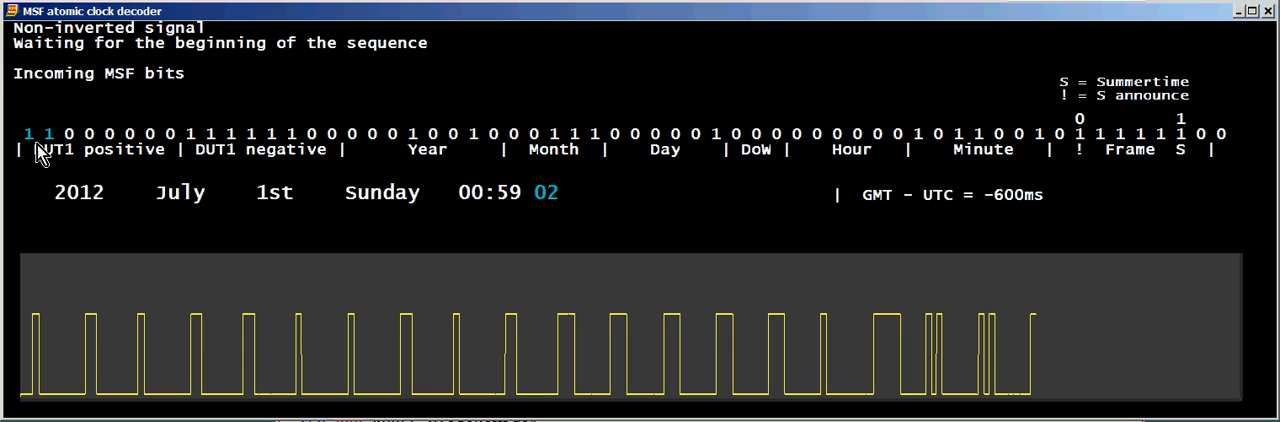 MSF atomic clock decoder
Non-inverted signal
Waiting for the beginning of the sequence
Incoming MSF bits
S = Summertime
! = S announce
0 1
1 1 0 0 0 0 0 0 1 1 1 1 1 1 0 0 0 0 0 1 0 0 1 0 0 0 1 1 1 0 0 0 0 0 1 0 0 0 0 0 0 0 0 0 1 0 1 1 0 0 1 0 1 1 1 1 1 1 0 0
| DUT1 positive | DUT1 negative | Year | Month | Day | DoW | Hour | Minute | ! Frame S |
2012 July 1st Sunday 00:59 02 | GMT - UTC = -600ms